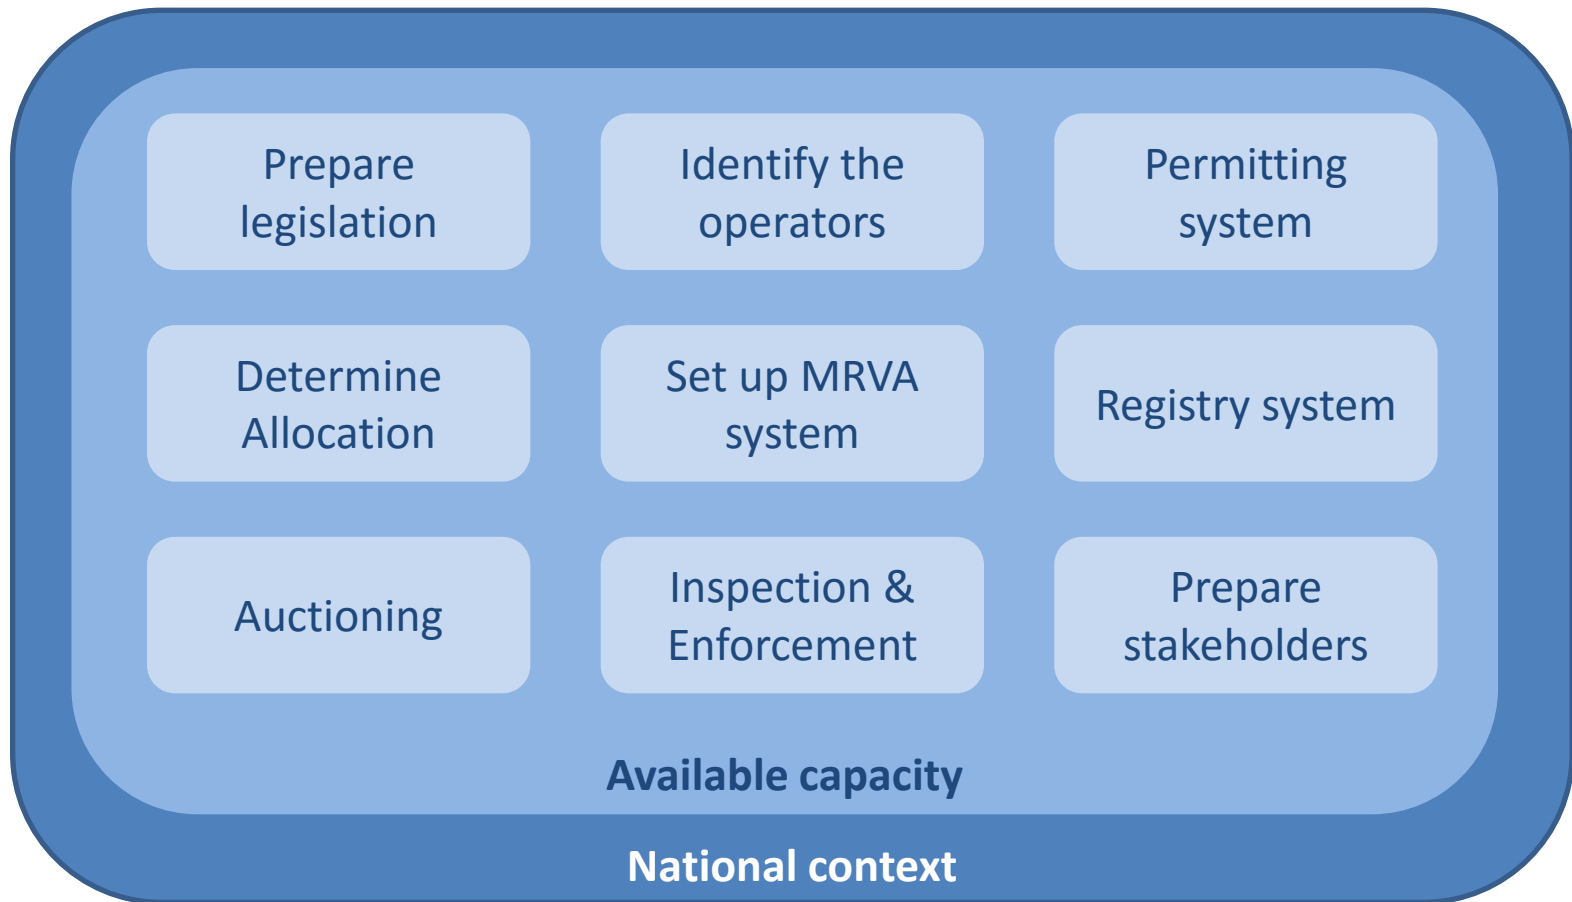 Prepare
legislation
Identify the
operators
Permitting
system
Determine
Allocation
Set up MRVA
system
Registry system
Auctioning
Inspection &
Enforcement
Prepare
stakeholders
Available capacity
National context